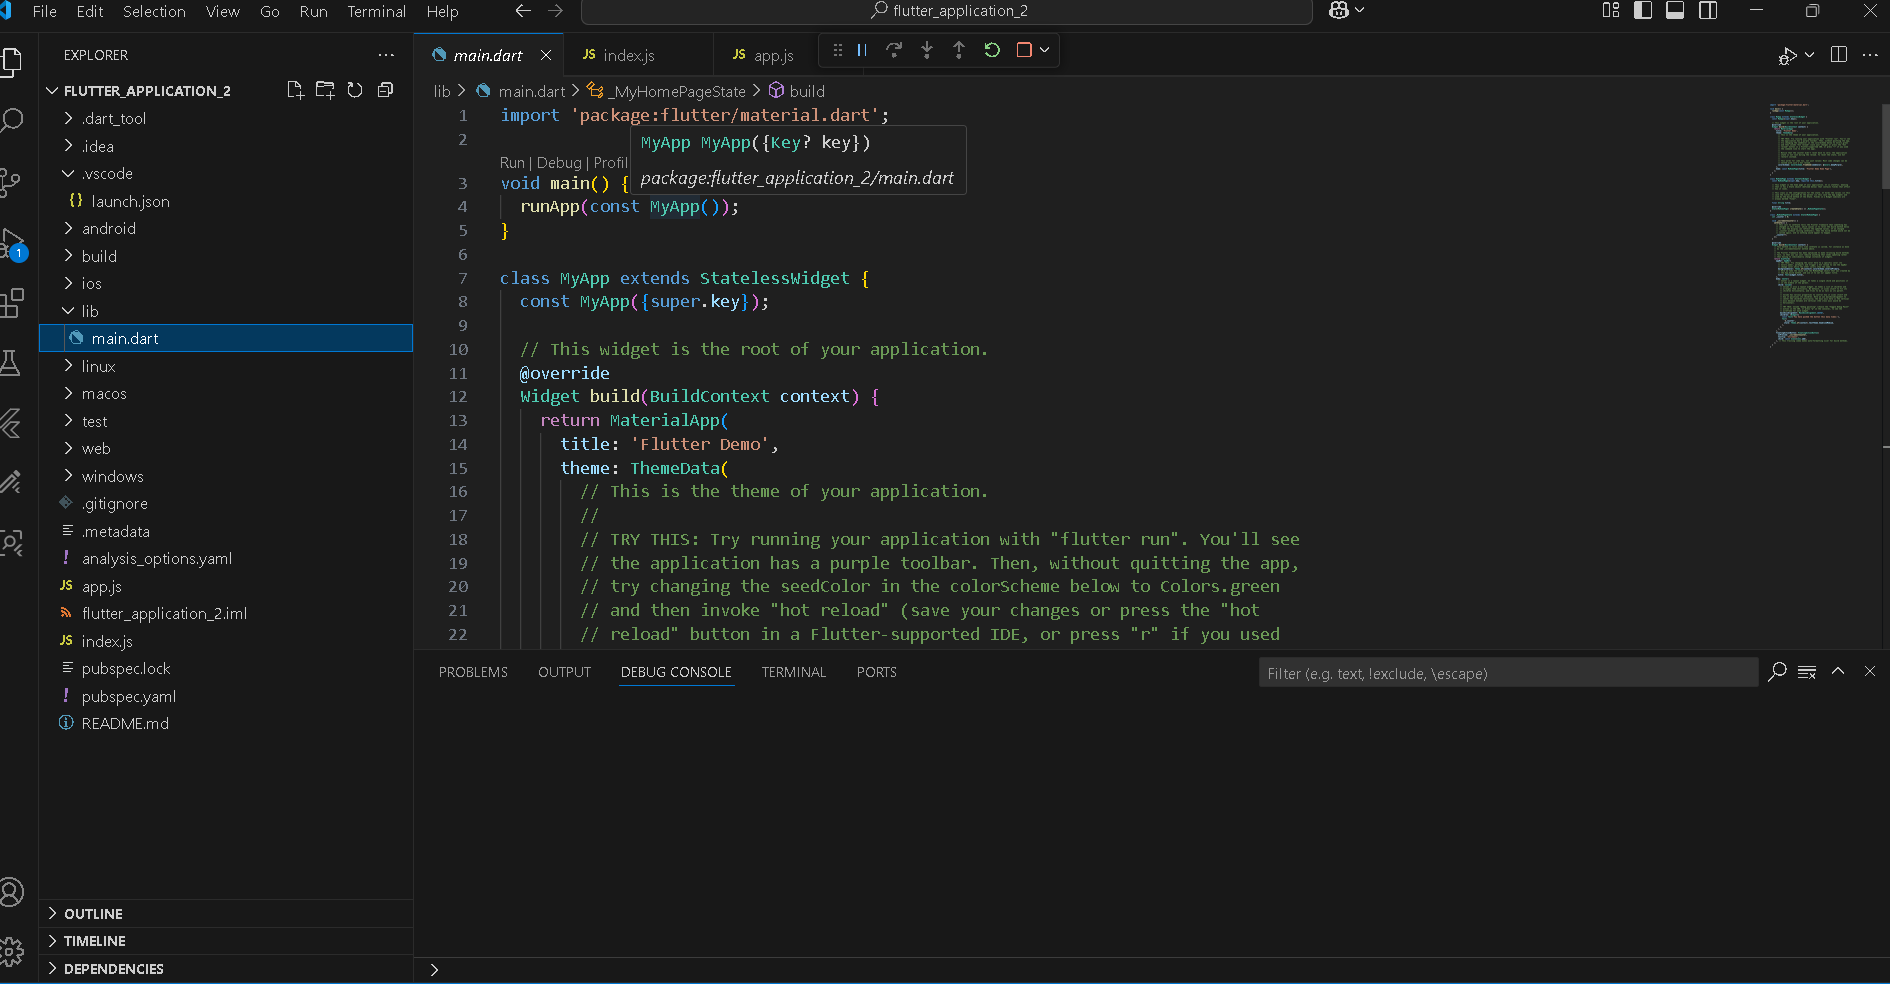 File Edit Selection View Go Run Terminal Help
flutter_application_2
EXPLORER
FLUTTER_APPLICATION_2
.dart_tool
.idea
.vscode
{} launch.json
android
build
ios
lib
main.dart
linux
macos
test
web
windows
.gitignore
.metadata
! analysis_options.yaml
JS app.js
flutter_application_2.iml
JS index.js
pubspec.lock
! pubspec.yaml
README.md
OUTLINE
TIMELINE
DEPENDENCIES
1
main.dart
JS index.js
JS app.js
lib > main.dart > _MyHomePageState > build
1 import 'package:flutter/material.dart';
2
MyApp MyApp({Key? key})
package:flutter_application_2/main.dart
Run | Debug | Profil
3 void main() {
4 runApp(const MyApp());
5 }
6
7 class MyApp extends StatelessWidget {
8 const MyApp({super.key});
9
10 // This widget is the root of your application.
11 @override
12 Widget build(BuildContext context) {
13 return MaterialApp(
14 title: 'Flutter Demo',
15 theme: ThemeData(
16 // This is the theme of your application.
17 //
18 // TRY THIS: Try running your application with "flutter run". You'll see
19 // the application has a purple toolbar. Then, without quitting the app,
20 // try changing the seedColor in the colorScheme below to Colors.green
21 // and then invoke "hot reload" (save your changes or press the "hot
22 // reload" button in a Flutter-supported IDE, or press "r" if you used
PROBLEMS OUTPUT DEBUG CONSOLE TERMINAL PORTS
Filter (e.g. text, !exclude, \escape)
>